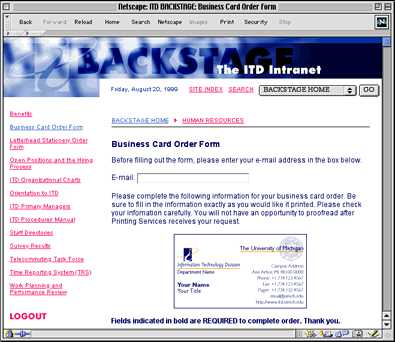 Netscape: ITD BACKSTAGE: Business Card Order Form
Back Forward Reload Home Search Netscape Images Print Security Stop
BACKSTAGE
The ITD Intranet
Friday, August 20, 1999 SITE INDEX SEARCH BACKSTAGE HOME GO
Benefits
Business Card Order Form
Letterhead Stationery Order
Form
Open Positions and the Hiring
Process
ITD Organizational Charts
Orientation to ITD
ITD Primary Managers
ITD Procedures Manual
Staff Directories
Survey Results
Telecommuting Task Force
Time Reporting System (TRS)
Work Planning and
Performance Review
LOGOUT
BACKSTAGE HOME HUMAN RESOURCES
Business Card Order Form
Before filling out the form, please enter your e-mail address in the box below.
E-mail:
Please complete the following information for your business card order. Be
sure to fill in the information exactly as you would like it printed. Please check
your information carefully. You will not have an opportunity to proofread after
Printing Services receives your request.
Information Technology Division
Department Name
Your Name
Your Title
The University of Michigan
Campus Address
Ann Arbor, MI 48106-0000
Phone: +1.734.123.4567
Fax: +1.734.123.4567
Pager: +1.734.123.4567
email@umich.edu
http://www.itd.umich.edu
Fields indicated in bold are REQUIRED to complete order. Thank you.